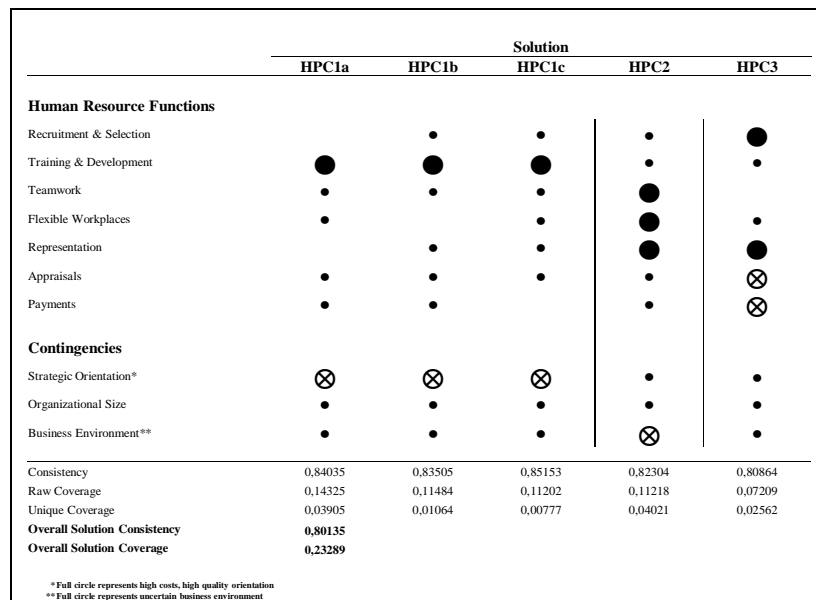 Solution
HPC1a HPC1b HPC1c HPC2 HPC3
Human Resource Functions
Recruitment & Selection
Training & Development
Teamwork
Flexible Workplaces
Representation
Appraisals
Payments
Contingencies
Strategic Orientation*
Organizational Size
Business Environment**
Consistency 0,84035 0,83505 0,85153 0,82304 0,80864
Raw Coverage 0,14325 0,11484 0,11202 0,11218 0,07209
Unique Coverage 0,03905 0,01064 0,00777 0,04021 0,02562
Overall Solution Consistency 0,80135
Overall Solution Coverage 0,23289
*Full circle represents high costs, high quality orientation
**Full circle represents uncertain business environment